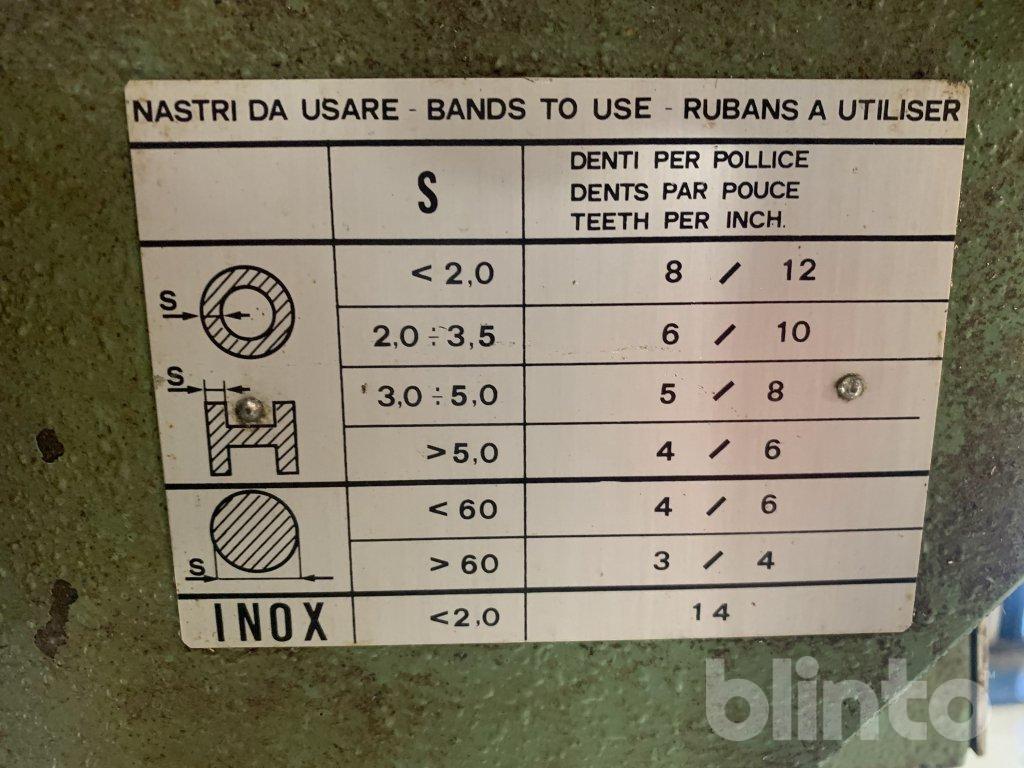 NASTRI DA USARE - BANDS TO USE - RUBANS A UTILISER
S
DENTI PER POLLICE
DENTS PAR POUCE
TEETH PER INCH.
S
< 2,0 8 / 12
2,0 ÷ 3,5 6 / 10
S
3,0 ÷ 5,0 5 / 8
> 5,0 4 / 6
< 60 4 / 6
S
> 60 3 / 4
INOX <2,0 14
blinto